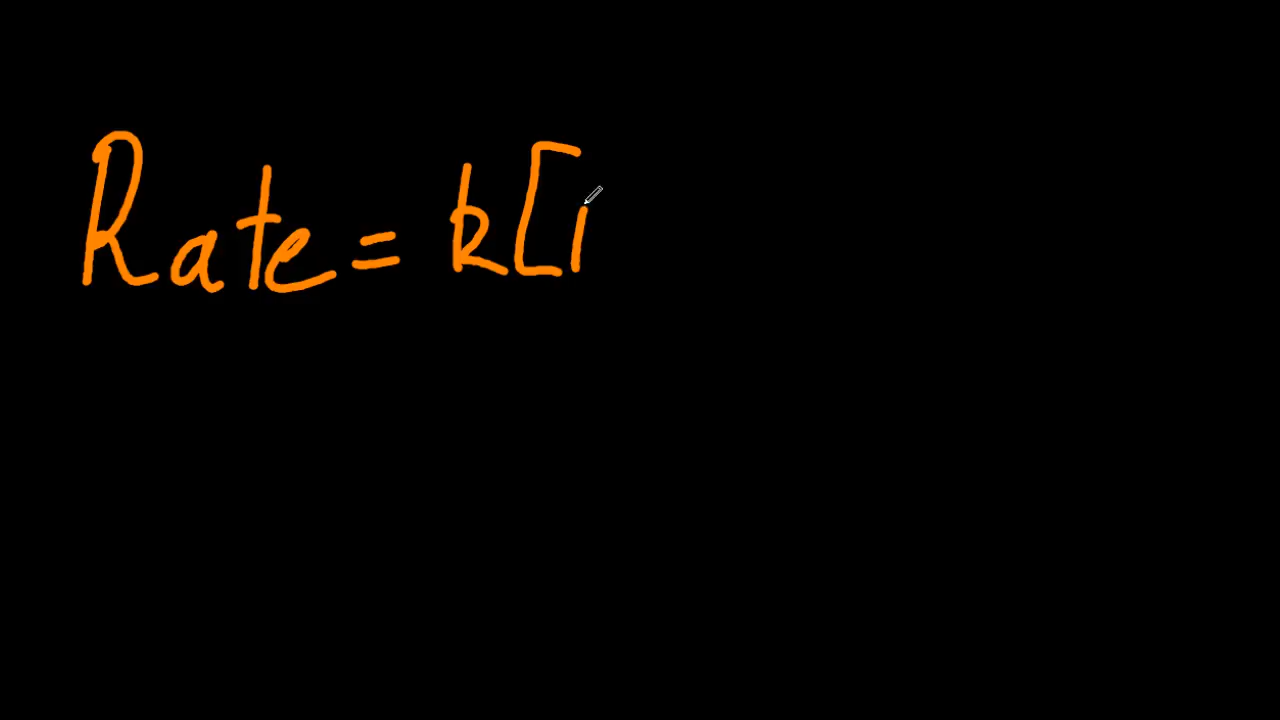 Rate = k[